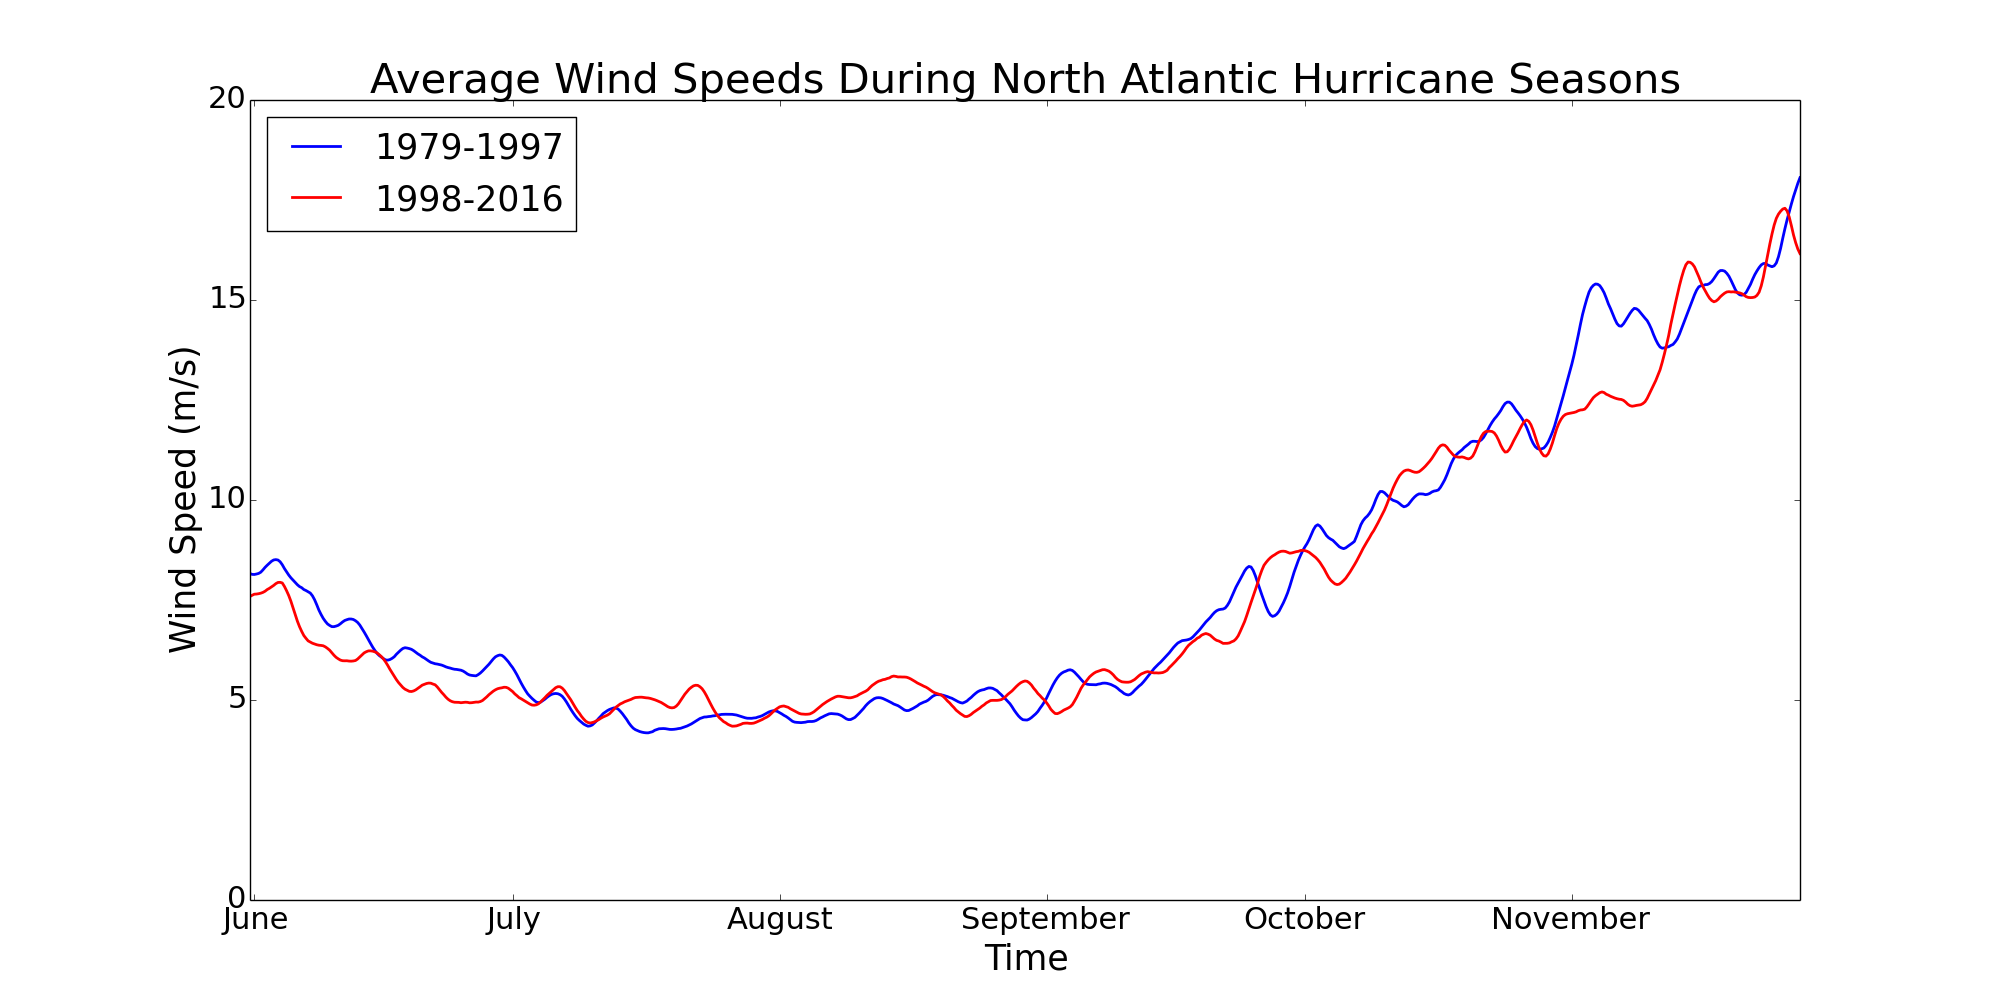 Average Wind Speeds During North Atlantic Hurricane Seasons
1979-1997
1998-2016
Wind Speed (m/s)
20
15
10
5
0
June July August September October November
Time